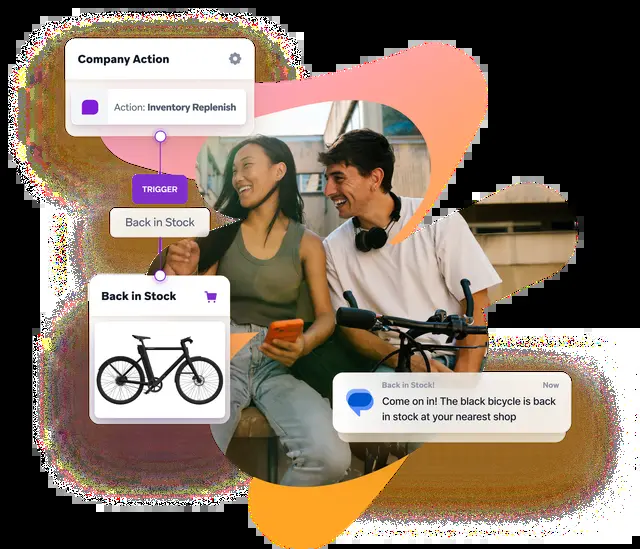 Company Action
Action: Inventory Replenish
TRIGGER
Back in Stock
Back in Stock
Back in Stock!
Now
Come on in! The black bicycle is back
in stock at your nearest shop